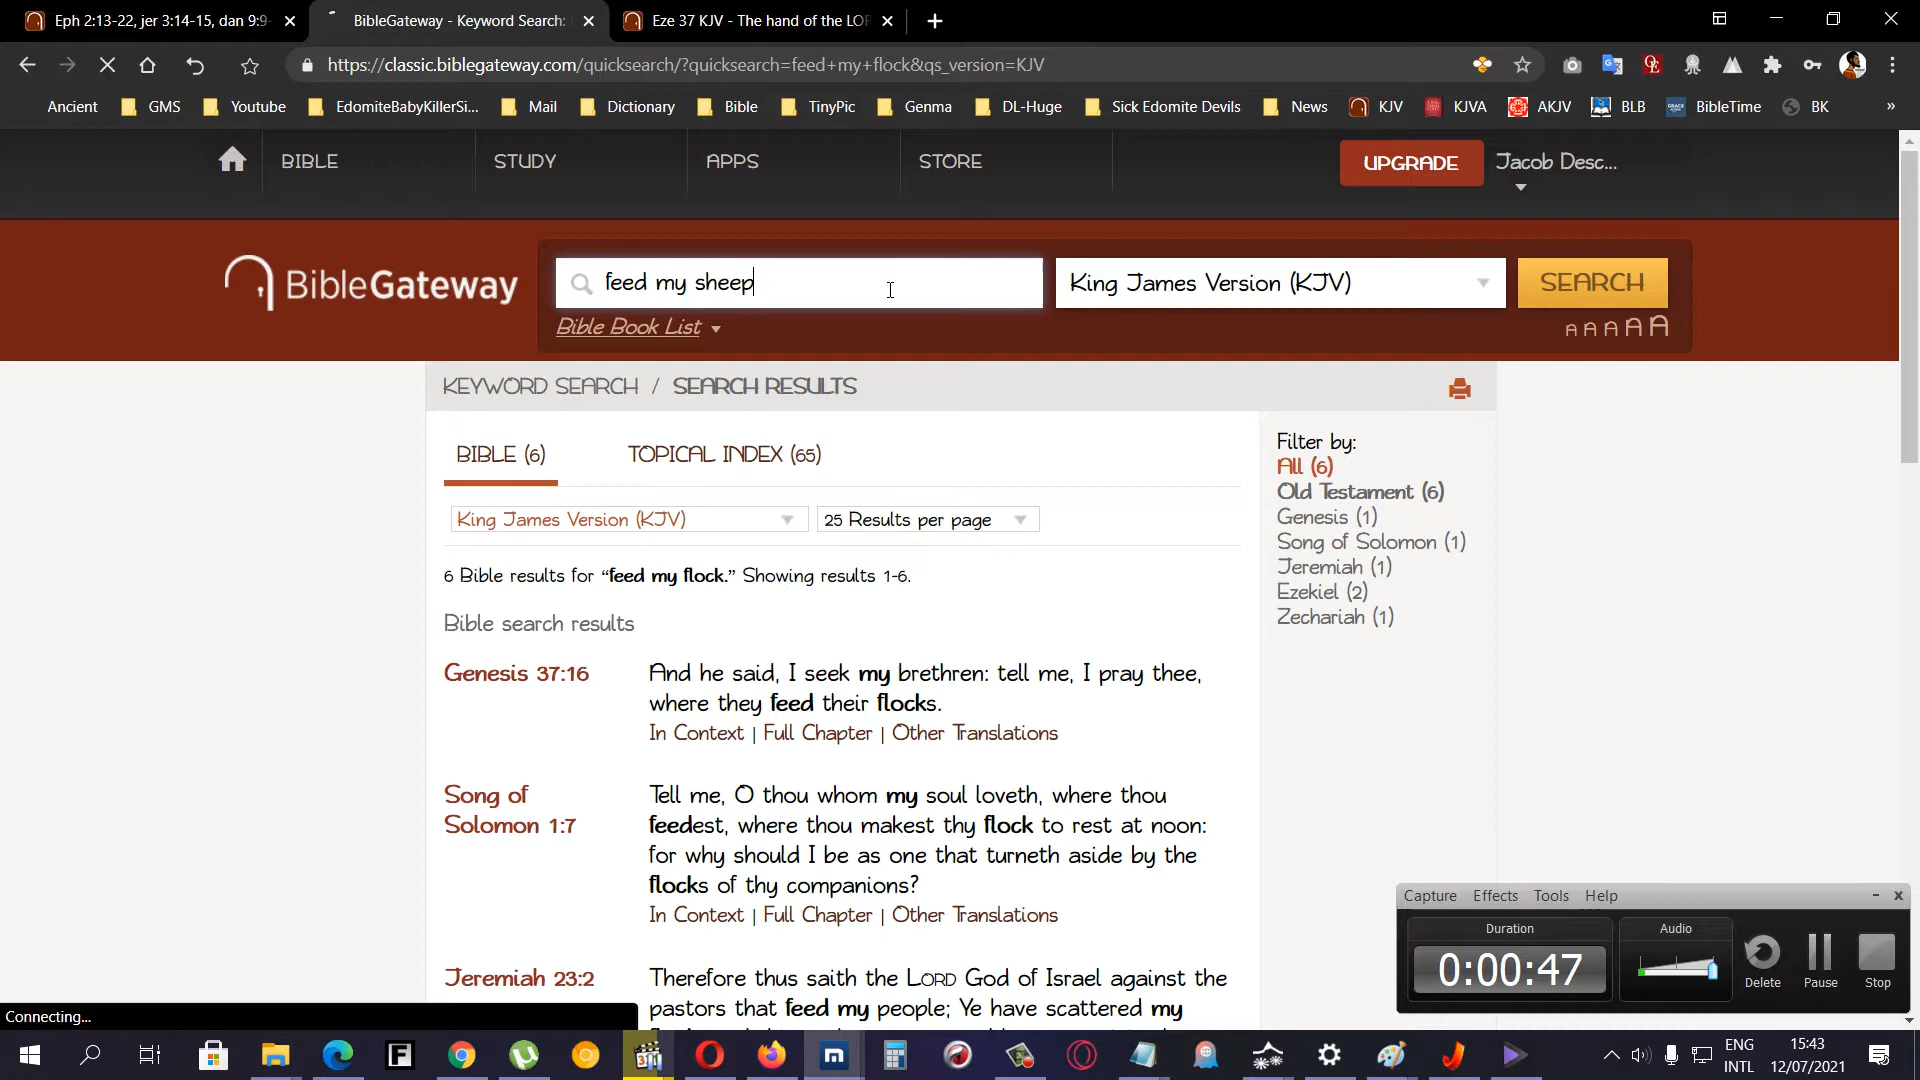 Eph 2:13-22, jer 3:14-15, dan 9:9-
BibleGateway - Keyword Search:
Eze 37 KJV - The hand of the LOR
https://classic.biblegateway.com/quicksearch/?quicksearch=feed+my+flock&qs_version=KJV
Ancient GMS Youtube EdomiteBabyKillerSi... Mail Dictionary Bible TinyPic Genma DL-Huge Sick Edomite Devils News KJV KJVA AKJV BLB BibleTime BK »
BIBLE STUDY APPS STORE UPGRADE Jacob Desc...
BibleGateway
feed my sheep King James Version (KJV) SEARCH
Bible Book List A A A A A
KEYWORD SEARCH / SEARCH RESULTS
BIBLE (6) TOPICAL INDEX (65)
King James Version (KJV) 25 Results per page
6 Bible results for “feed my flock.” Showing results 1-6.
Bible search results
Genesis 37:16
And he said, I seek my brethren: tell me, I pray thee,
where they feed their flocks.
In Context | Full Chapter | Other Translations
Song of
Solomon 1:7
Tell me, O thou whom my soul loveth, where thou
feedest, where thou makest thy flock to rest at noon:
for why should I be as one that turneth aside by the
flocks of thy companions?
In Context | Full Chapter | Other Translations
Jeremiah 23:2
Therefore thus saith the LORD God of Israel against the
pastors that feed my people; Ye have scattered my
Filter by:
All (6)
Old Testament (6)
Genesis (1)
Song of Solomon (1)
Jeremiah (1)
Ezekiel (2)
Zechariah (1)
Capture Effects Tools Help
Duration
0:00:47
Audio
Delete Pause Stop
Connecting...
ENG
INTL
15:43
12/07/2021